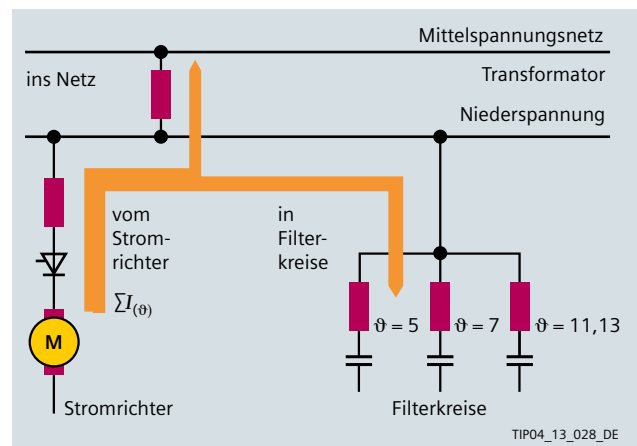 Mittelspannungsnetz
ins Netz
Transformator
Niederspannung
vom
Strom-
richter
∑I(ϑ)
in
Filter-
kreise
ϑ = 5
ϑ = 7
ϑ = 11,13
M
Stromrichter
Filterkreise
TIP04_13_028_DE